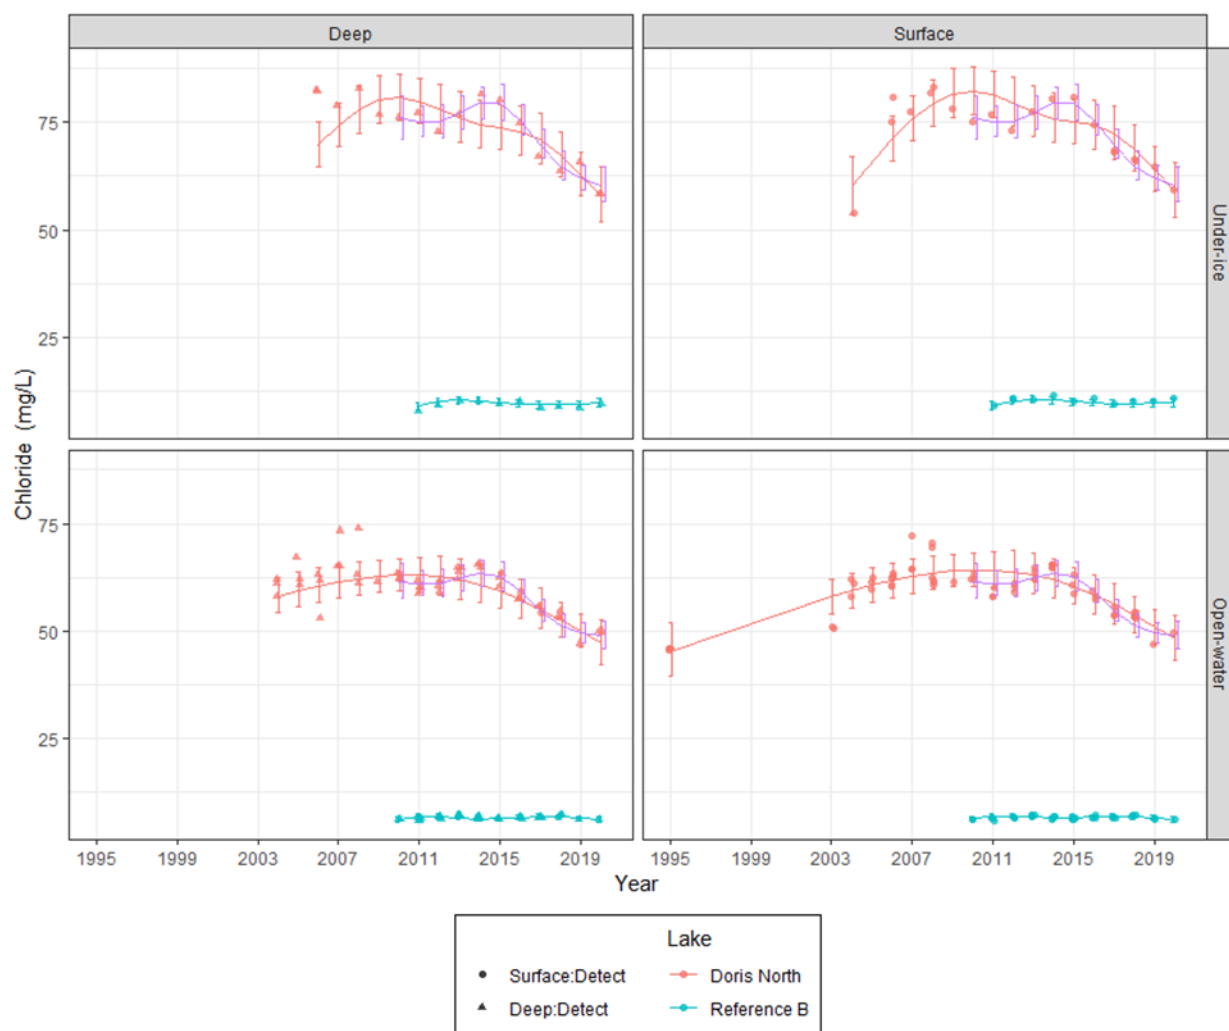 Deep
Surface
75
50
25
Under-ice
Chloride (mg/L)
75
50
25
Open-water
1995 1999 2003 2007 2011 2015 2019 1995 1999 2003 2007 2011 2015 2019
Year
Lake
Surface:Detect Doris North
Deep:Detect Reference B